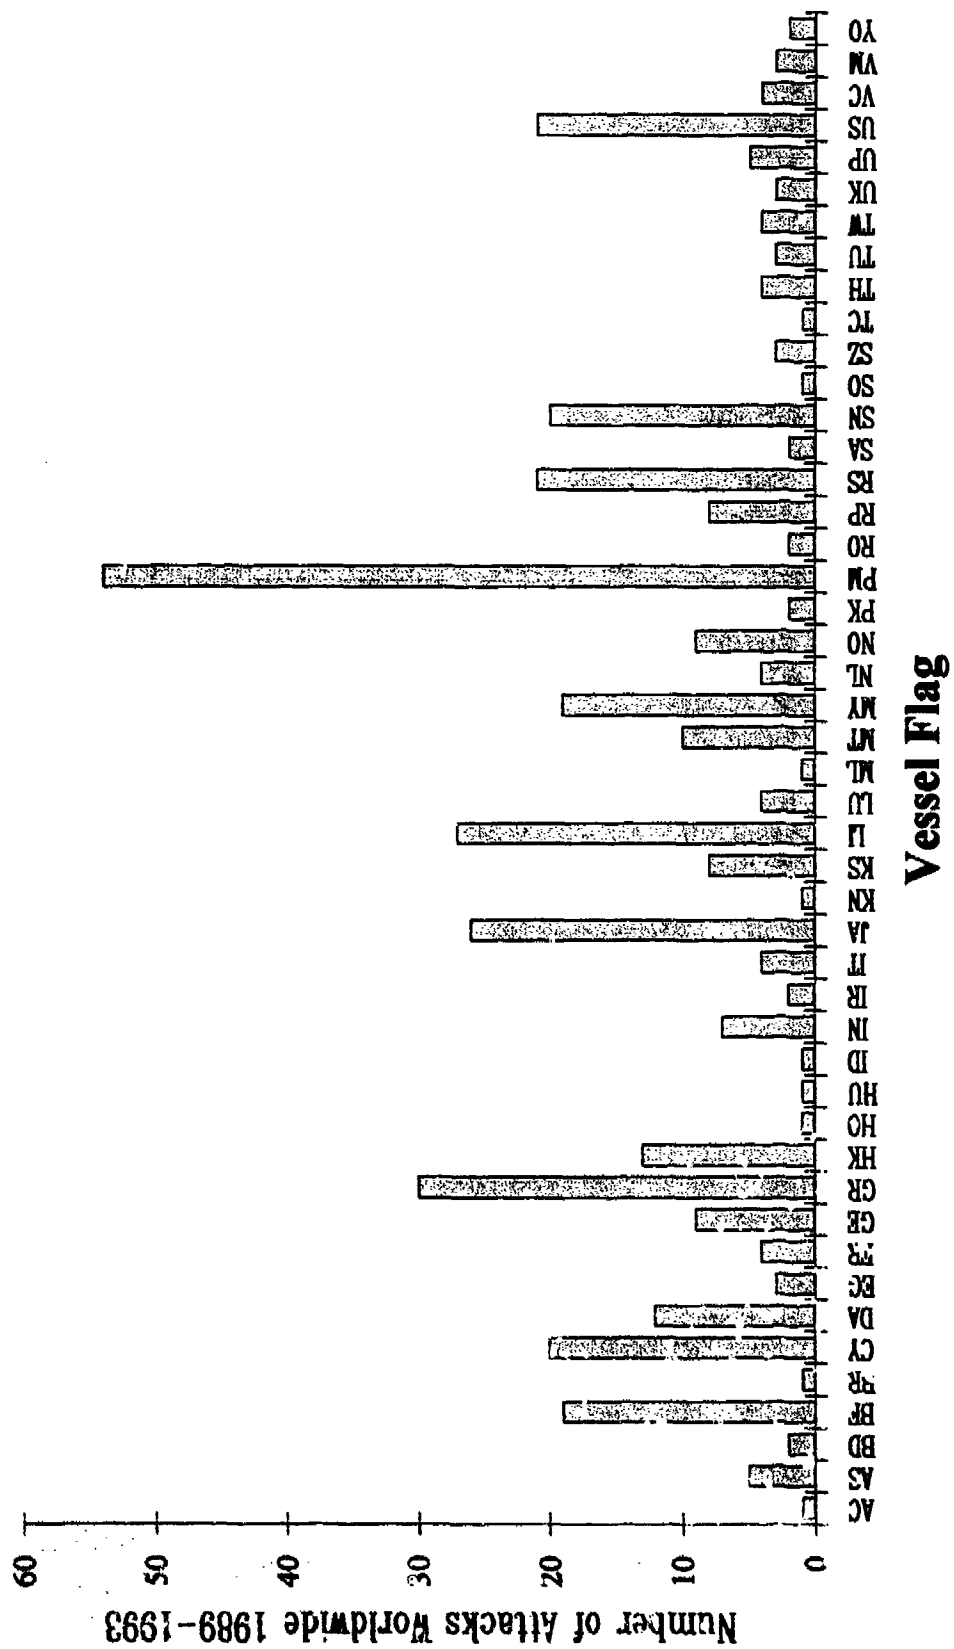 Number of Attacks Worldwide 1989-1993
60
50
40
30
20
10
0
AC
AS
BD
BF
BR
CY
DA
EG
FR
GE
GR
HK
HO
HU
ID
IN
IR
IT
JA
KN
KS
LI
LU
ML
MT
MY
NL
NO
PK
PM
RO
RP
RS
SA
SN
SO
SZ
TC
TH
TU
TW
UK
UP
US
VC
VM
YO
Vessel Flag